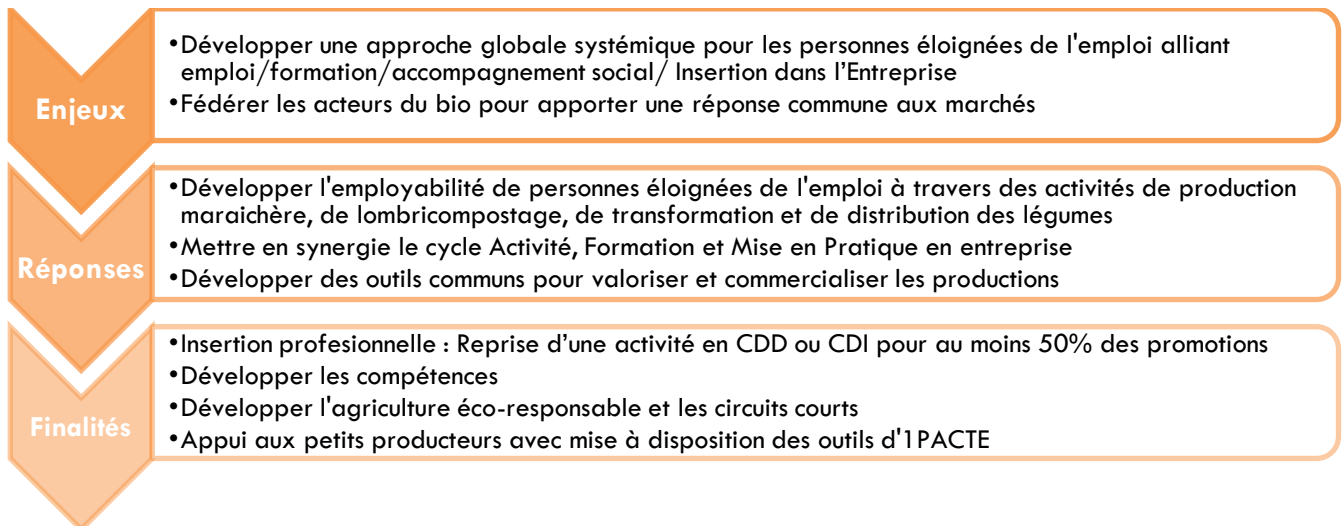 Enjeux
•Développer une approche globale systémique pour les personnes éloignées de l'emploi alliant
emploi/formation/accompagnement social/ Insertion dans l’Entreprise
•Fédérer les acteurs du bio pour apporter une réponse commune aux marchés
Réponses
•Développer l'employabilité de personnes éloignées de l'emploi à travers des activités de production
maraichère, de lombricompostage, de transformation et de distribution des légumes
•Mettre en synergie le cycle Activité, Formation et Mise en Pratique en entreprise
•Développer des outils communs pour valoriser et commercialiser les productions
Finalités
•Insertion profesionnelle : Reprise d’une activité en CDD ou CDI pour au moins 50% des promotions
•Développer les compétences
•Développer l'agriculture éco-responsable et les circuits courts
•Appui aux petits producteurs avec mise à disposition des outils d'1PACTE